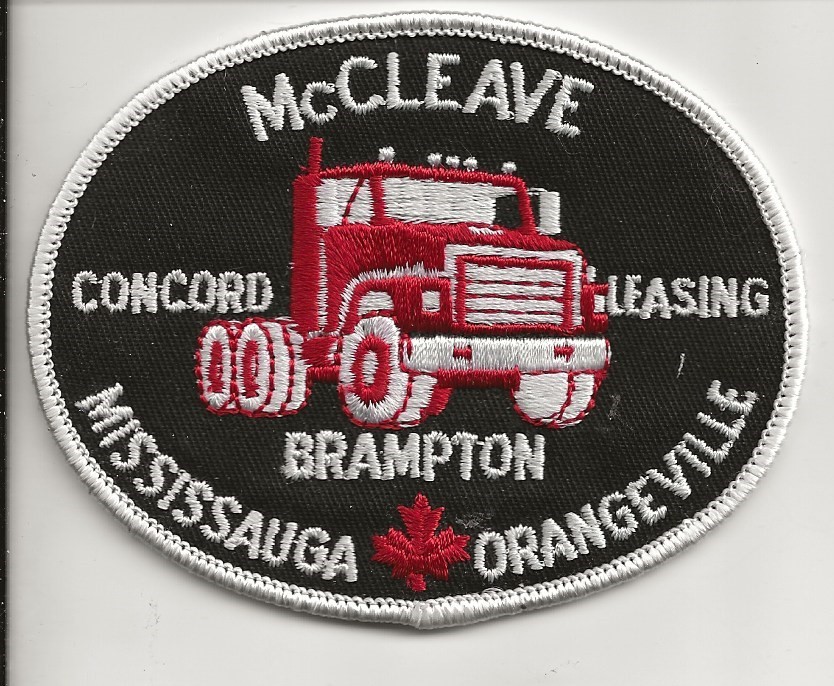 McCLEAVE
CONCORD LEASING
BRAMPTON
MISSISSAUGA ORANGEVILLE